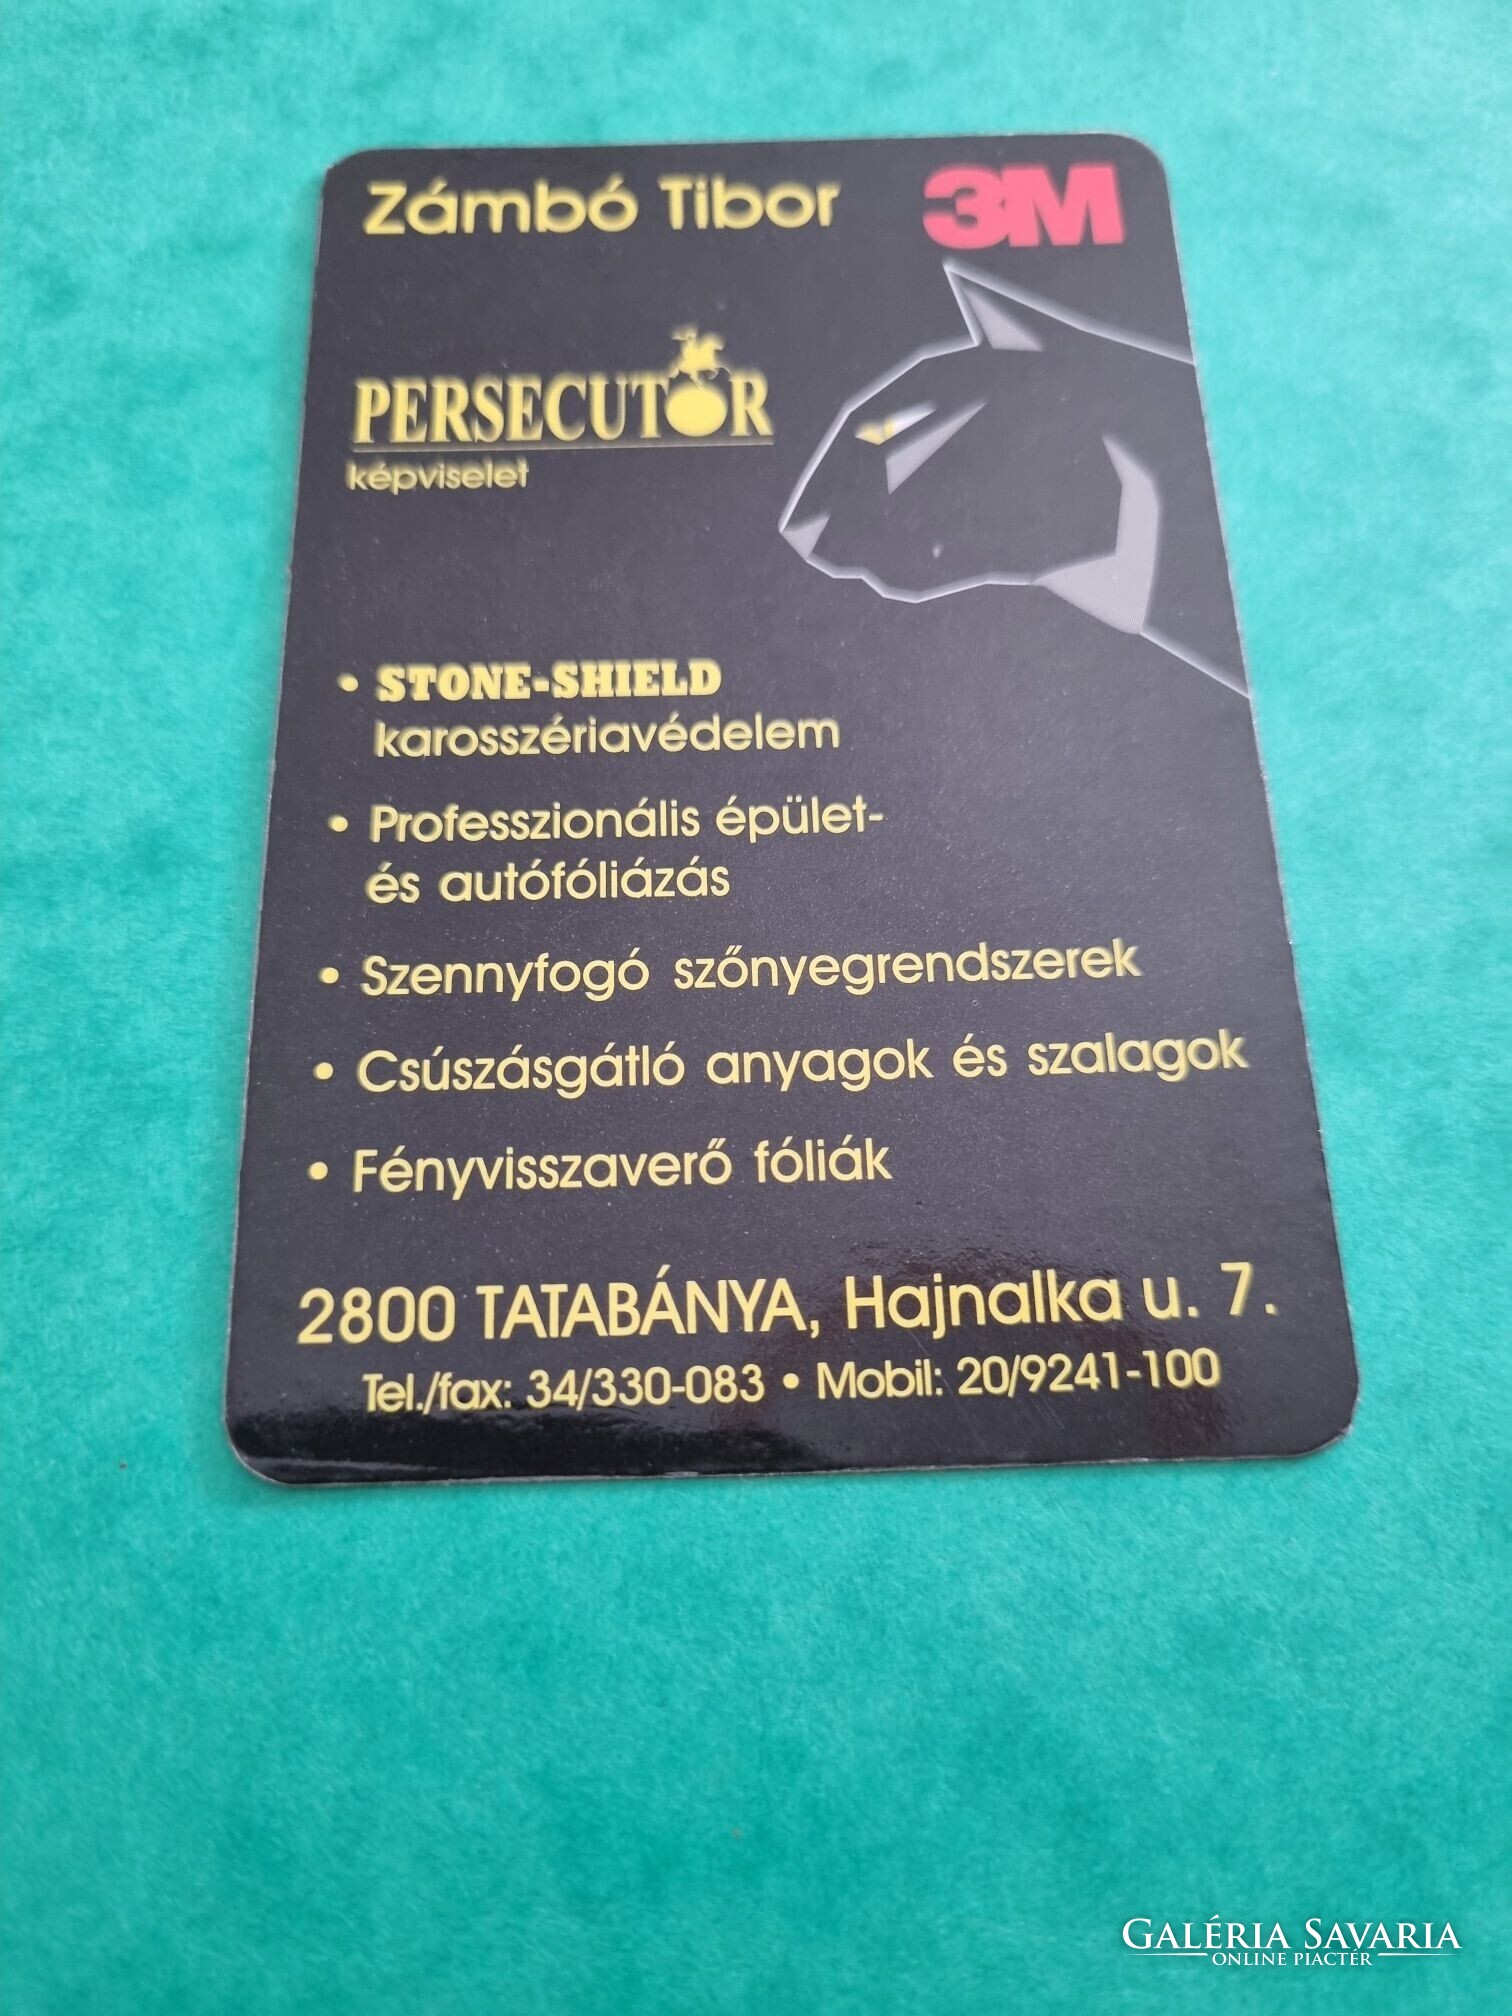 Zámbó Tibor
3M
PERSECUTOR
képviselet
• STONE-SHIELD
karosszériavédelem
• Professzionális épület-
és autófóliázás
• Szennyfogó szőnyegrendszerek
• Csúszásgátló anyagok és szalagok
• Fényvisszaverő fóliák
2800 TATABÁNYA, Hajnalka u. 7.
Tel./fax: 34/330-083 • Mobil: 20/9241-100
GALÉRIA SAVARIA
ONLINE PIACTÉR